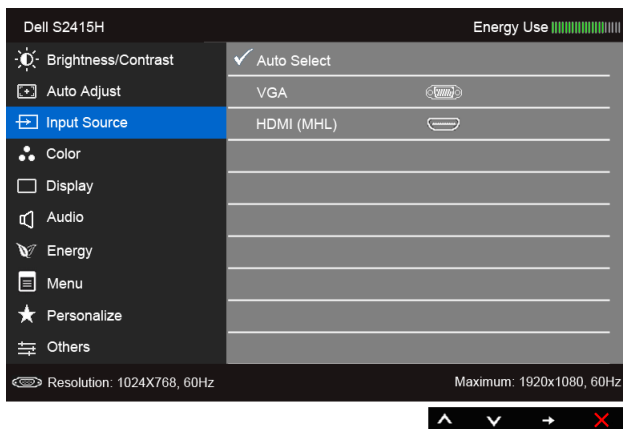 Dell S2415H Energy Use
Brightness/Contrast Auto Select
Auto Adjust VGA
Input Source HDMI (MHL)
Color
Display
Audio
Energy
Menu
Personalize
Others
Resolution: 1024X768, 60Hz Maximum: 1920x1080, 60Hz